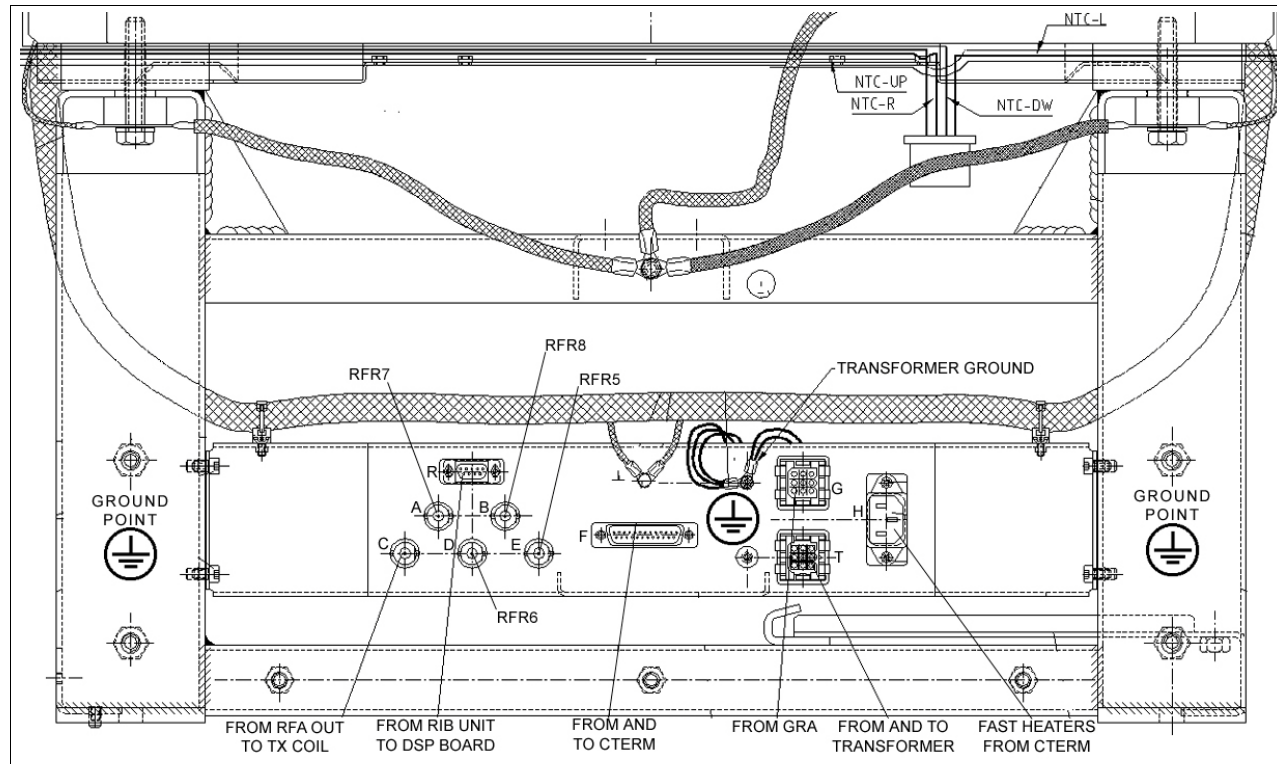 NTC-L
NTC-UP
NTC-R
NTC-DW
RFR8
RFR7
RFR5
TRANSFORMER GROUND
R
G
A
B
H
GROUND
POINT
GROUND
POINT
F
C
D
E
T
RFR6
FROM RFA OUT
TO TX COIL
FROM RIB UNIT
TO DSP BOARD
FROM AND
TO CTERM
FROM GRA
FROM AND TO
TRANSFORMER
FAST HEATERS
FROM CTERM